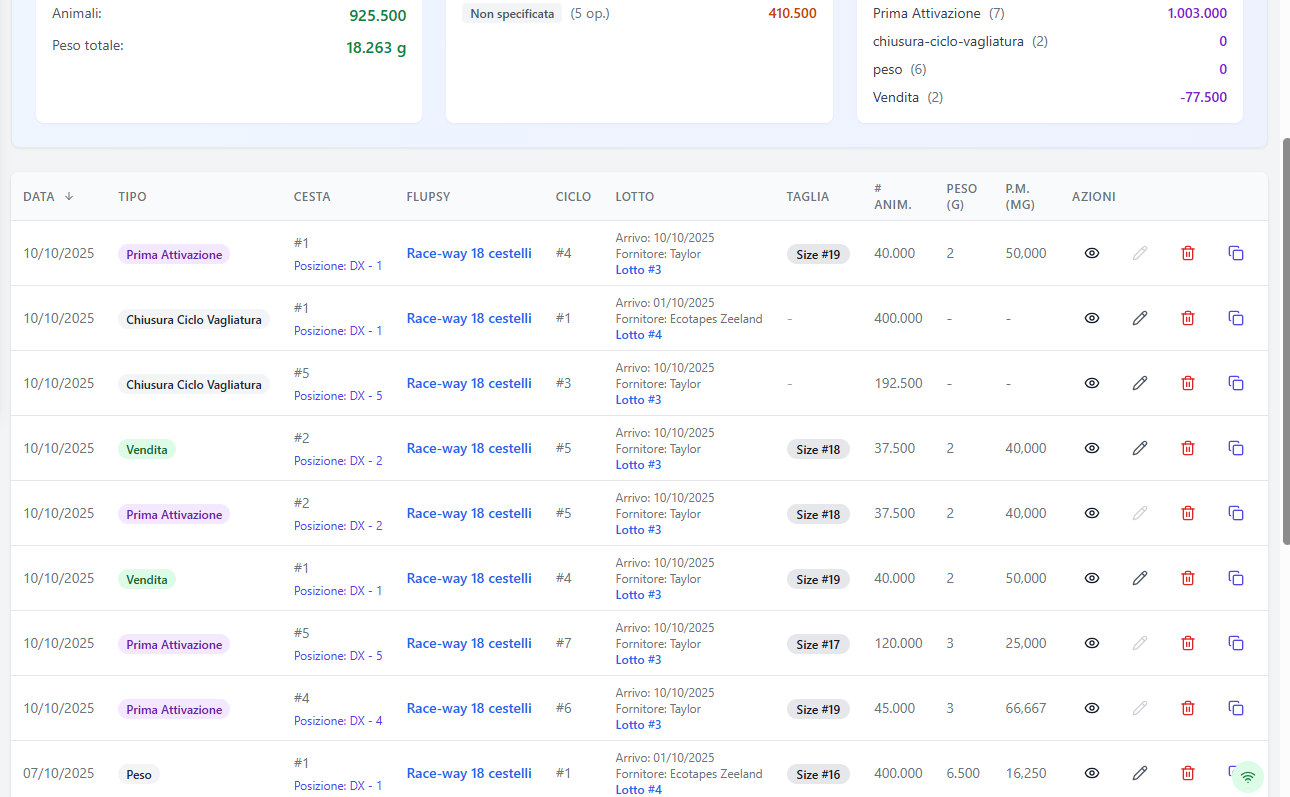 Animali: 925.500
Peso totale: 18.263 g
Non specificata (5 op.) 410.500
Prima Attivazione (7) 1.003.000
chiusura-ciclo-vagliatura (2) 0
peso (6) 0
Vendita (2) -77.500
DATA ↓ TIPO CESTA FLUPSY CICLO LOTTO TAGLIA # ANIM. PESO (G) P.M. (MG) AZIONI
10/10/2025 Prima Attivazione #1 Race-way 18 cestelli #4 Arrivo: 10/10/2025 Size #19 40.000 2 50,000
Posizione: DX - 1 Fornitore: Taylor
Lotto #3
10/10/2025 Chiusura Ciclo Vagliatura #1 Race-way 18 cestelli #1 Arrivo: 01/10/2025 - 400.000 - -
Posizione: DX - 1 Fornitore: Ecotapes Zeeland
Lotto #4
10/10/2025 Chiusura Ciclo Vagliatura #5 Race-way 18 cestelli #3 Arrivo: 10/10/2025 - 192.500 - -
Posizione: DX - 5 Fornitore: Taylor
Lotto #3
10/10/2025 Vendita #2 Race-way 18 cestelli #5 Arrivo: 10/10/2025 Size #18 37.500 2 40,000
Posizione: DX - 2 Fornitore: Taylor
Lotto #3
10/10/2025 Prima Attivazione #2 Race-way 18 cestelli #5 Arrivo: 10/10/2025 Size #18 37.500 2 40,000
Posizione: DX - 2 Fornitore: Taylor
Lotto #3
10/10/2025 Vendita #1 Race-way 18 cestelli #4 Arrivo: 10/10/2025 Size #19 40.000 2 50,000
Posizione: DX - 1 Fornitore: Taylor
Lotto #3
10/10/2025 Prima Attivazione #5 Race-way 18 cestelli #7 Arrivo: 10/10/2025 Size #17 120.000 3 25,000
Posizione: DX - 5 Fornitore: Taylor
Lotto #3
10/10/2025 Prima Attivazione #4 Race-way 18 cestelli #6 Arrivo: 10/10/2025 Size #19 45.000 3 66,667
Posizione: DX - 4 Fornitore: Taylor
Lotto #3
07/10/2025 Peso #1 Race-way 18 cestelli #1 Arrivo: 01/10/2025 Size #16 400.000 6.500 16,250
Posizione: DX - 1 Fornitore: Ecotapes Zeeland
Lotto #4